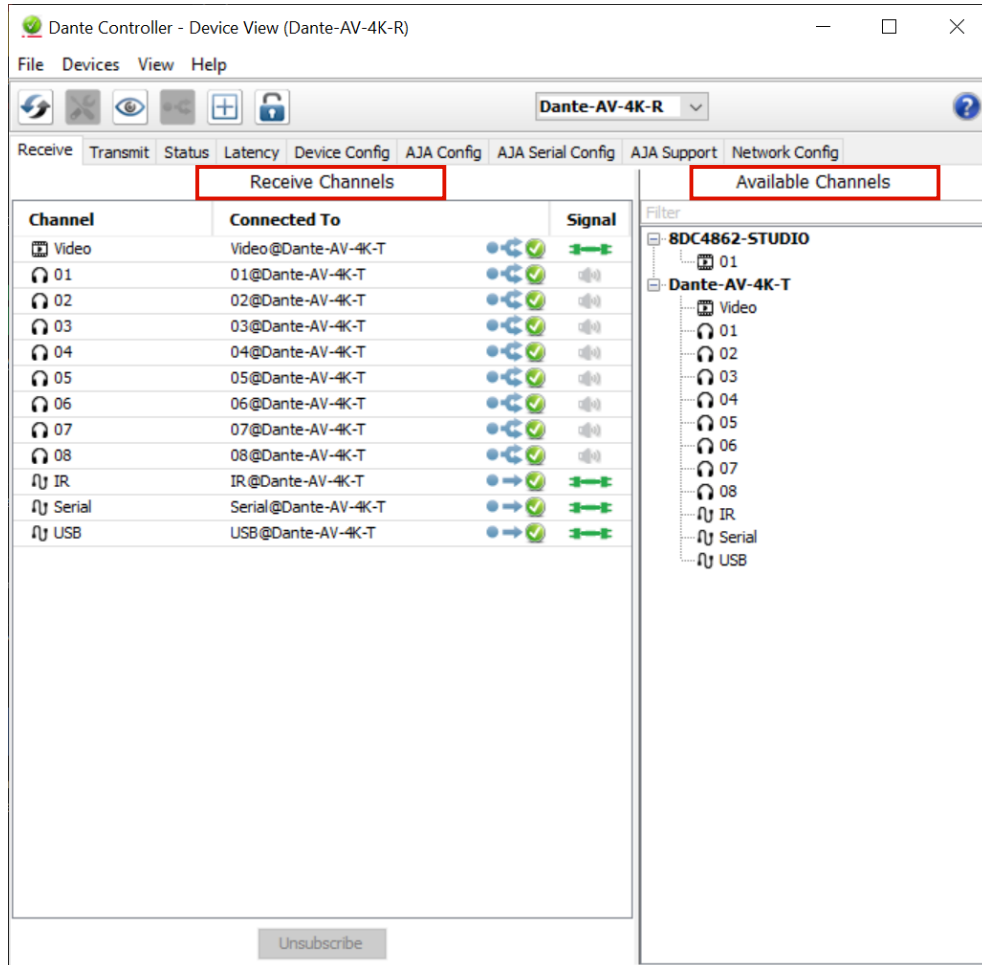 Dante Controller - Device View (Dante-AV-4K-R)
File Devices View Help
Dante-AV-4K-R
?
Receive Transmit Status Latency Device Config AJA Config AJA Serial Config AJA Support Network Config
Receive Channels
Channel Connected To Signal
Video Video@Dante-AV-4K-T
01 01@Dante-AV-4K-T
02 02@Dante-AV-4K-T
03 03@Dante-AV-4K-T
04 04@Dante-AV-4K-T
05 05@Dante-AV-4K-T
06 06@Dante-AV-4K-T
07 07@Dante-AV-4K-T
08 08@Dante-AV-4K-T
IR IR@Dante-AV-4K-T
Serial Serial@Dante-AV-4K-T
USB USB@Dante-AV-4K-T
Unsubscribe
Available Channels
Filter
8DC4862-STUDIO
01
Dante-AV-4K-T
Video
01
02
03
04
05
06
07
08
IR
Serial
USB